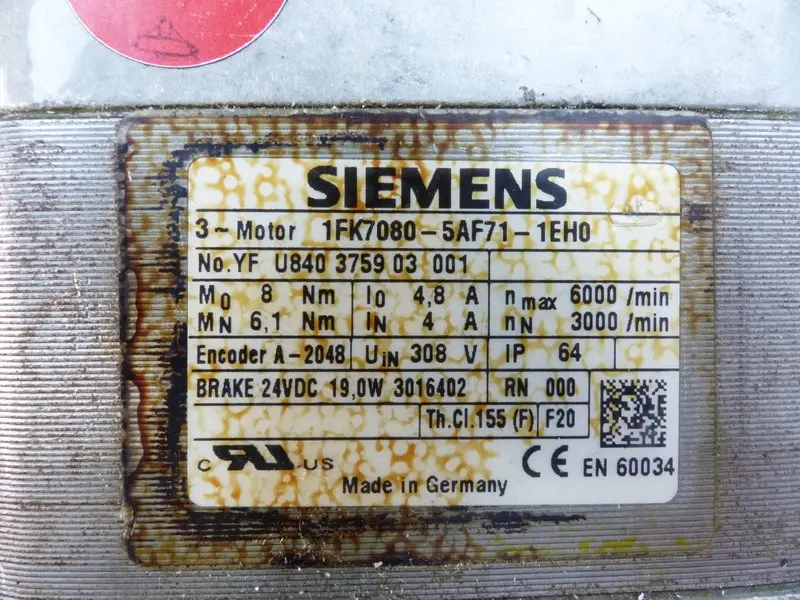 SIEMENS
3~Motor 1FK7080-5AF71-1EH0
No.YF U840 3759 03 001
M0 8 Nm I0 4,8 A nmax 6000 /min
MN 6,1 Nm IN 4 A nN 3000 /min
Encoder A-2048 UiN 308 V IP 64
BRAKE 24VDC 19,0W 3016402 RN 000
Th.Cl.155 (F) F20
c RU US CE EN 60034
Made in Germany